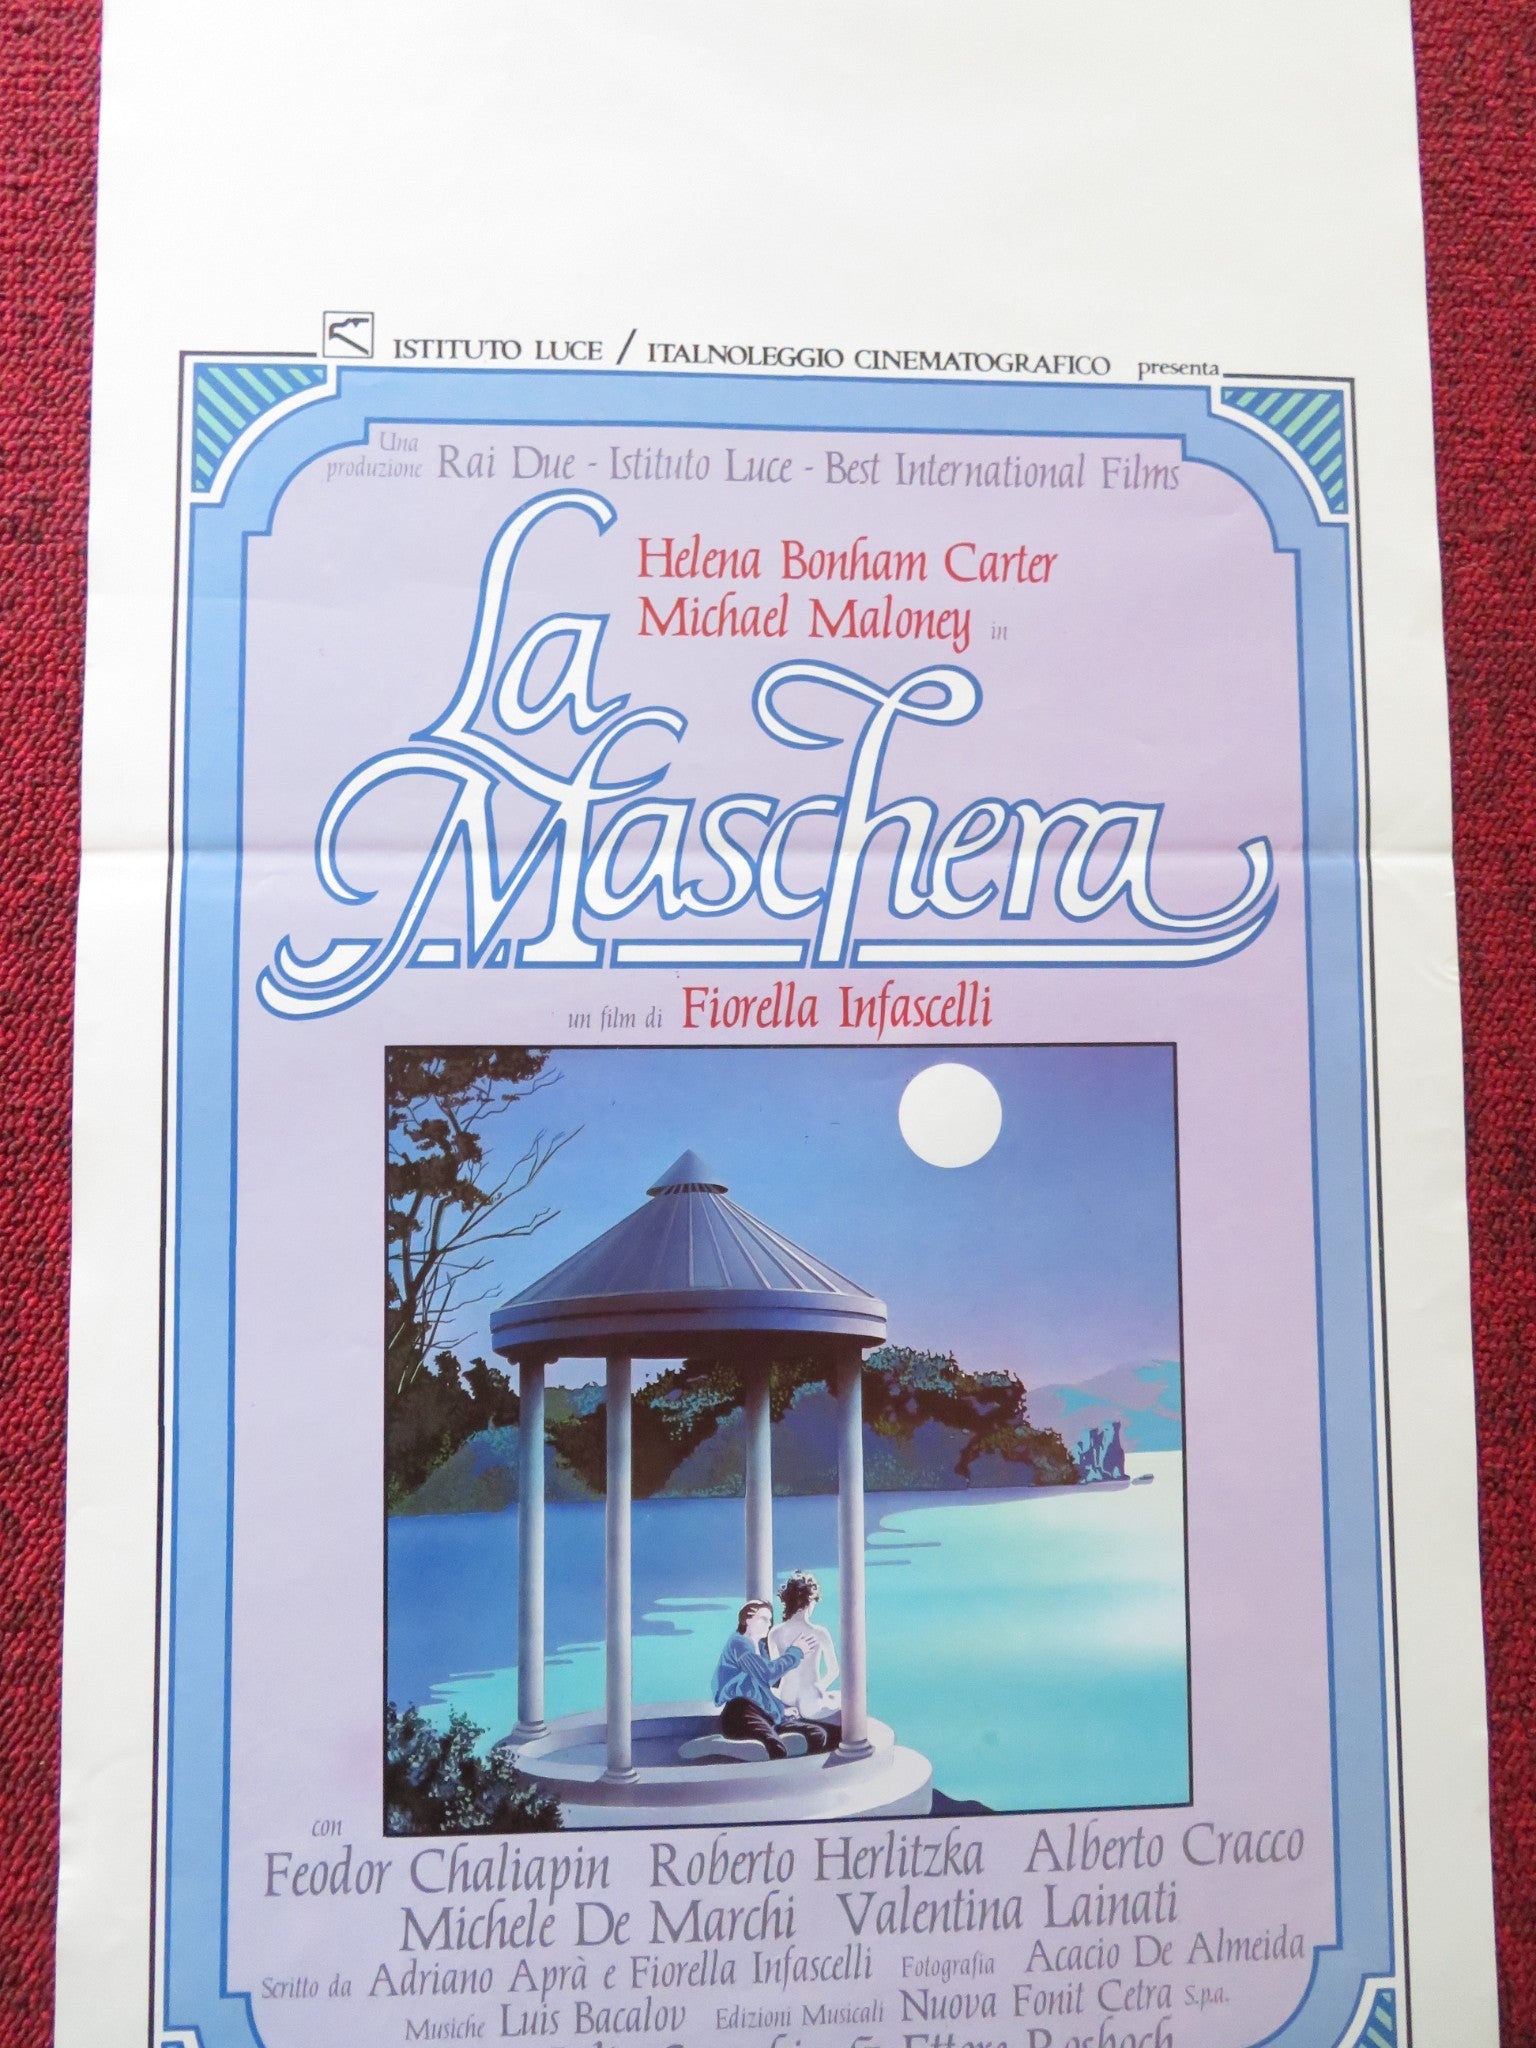 ISTITUTO LUCE / ITALNOLEGGIO CINEMATOGRAFICO presenta
Una produzione Rai Due - Istituto Luce - Best International Films
Helena Bonham Carter
Michael Maloney in
La
Maschera
un film di Fiorella Infascelli
con
Feodor Chaliapin Roberto Herlitzka Alberto Cracco
Michele De Marchi Valentina Lainati
Scritto da Adriano Aprà e Fiorella Infascelli Fotografia Acacio De Almeida
Musiche Luis Bacalov Edizioni Musicali Nuova Fonit Cetra S.p.a.
Ettore Rosboch